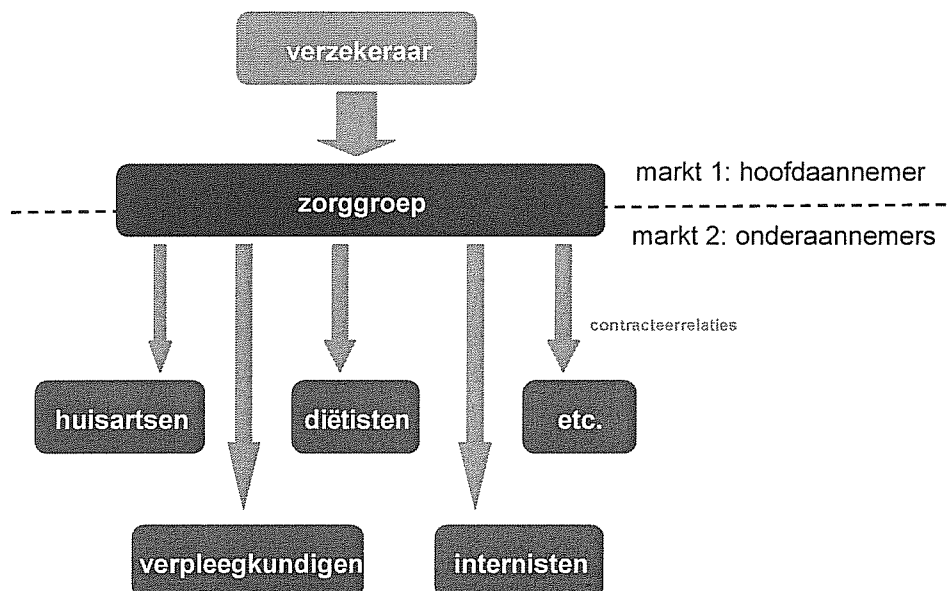 verzekeraar
zorggroep
markt 1: hoofdaannemer
markt 2: onderaannemers
contracteerrelaties
huisartsen
diëtisten
etc.
verpleegkundigen
internisten